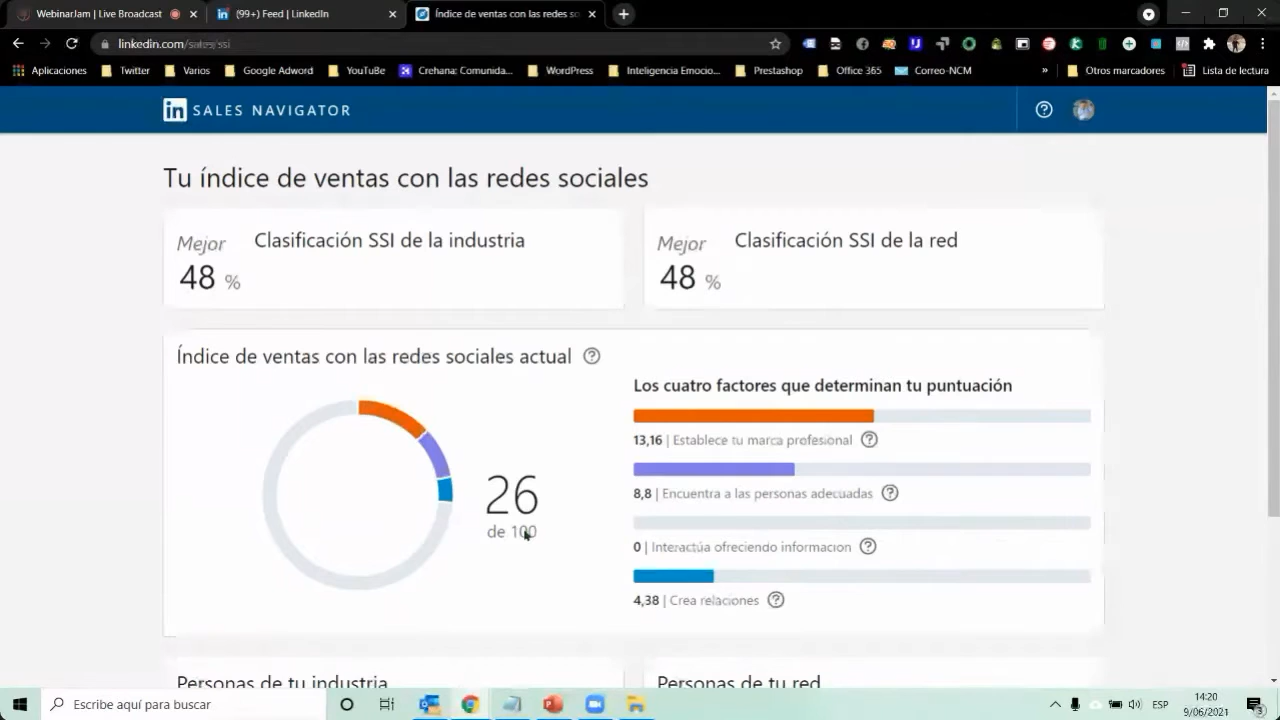 WebinarJam | Live Broadcast
(99+) Feed | LinkedIn
Índice de ventas con las redes so
linkedin.com/sales/ssi
Aplicaciones
Twitter
Varios
Google Adword
YouTuBe
Crehana: Comunida...
WordPress
Inteligencia Emocio...
Prestashop
Office 365
Correo-NCM
»
Otros marcadores
Lista de lectura
in SALES NAVIGATOR
Tu índice de ventas con las redes sociales
Mejor
48 %
Clasificación SSI de la industria
Mejor
48 %
Clasificación SSI de la red
Índice de ventas con las redes sociales actual
26
de 100
Los cuatro factores que determinan tu puntuación
13,16 | Establece tu marca profesional
8,8 | Encuentra a las personas adecuadas
0 | Interactúa ofreciendo informacion
4,38 | Crea relaciones
Personas de tu industria
Personas de tu red
Escribe aquí para buscar
ESP
14:20
9/06/2021
3